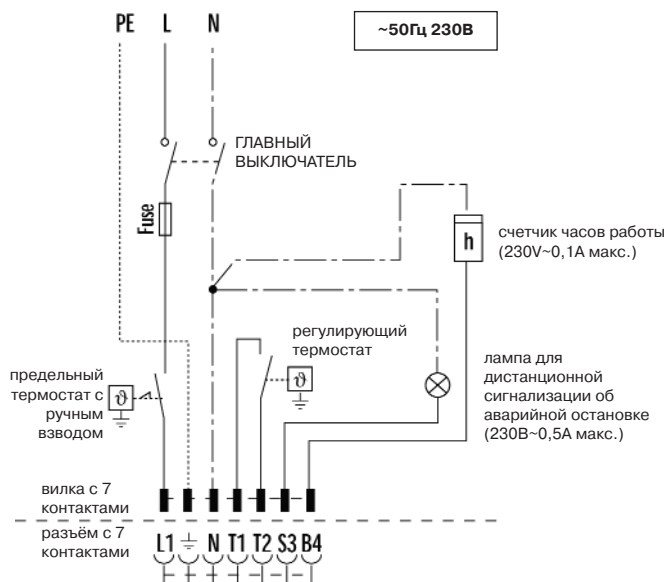 PE L N
~50Гц 230В
ГЛАВНЫЙ
ВЫКЛЮЧАТЕЛЬ
Fuse
h
счетчик часов работы
(230V~0,1A макс.)
регулирующий
термостат
ϑ
лампа для
дистанционной
сигнализации об
аварийной остановке
(230В~0,5А макс.)
предельный
термостат с
ручным
взводом
ϑ
вилка с 7
контактами
разъём с 7
контактами
L1 N T1 T2 S3 B4